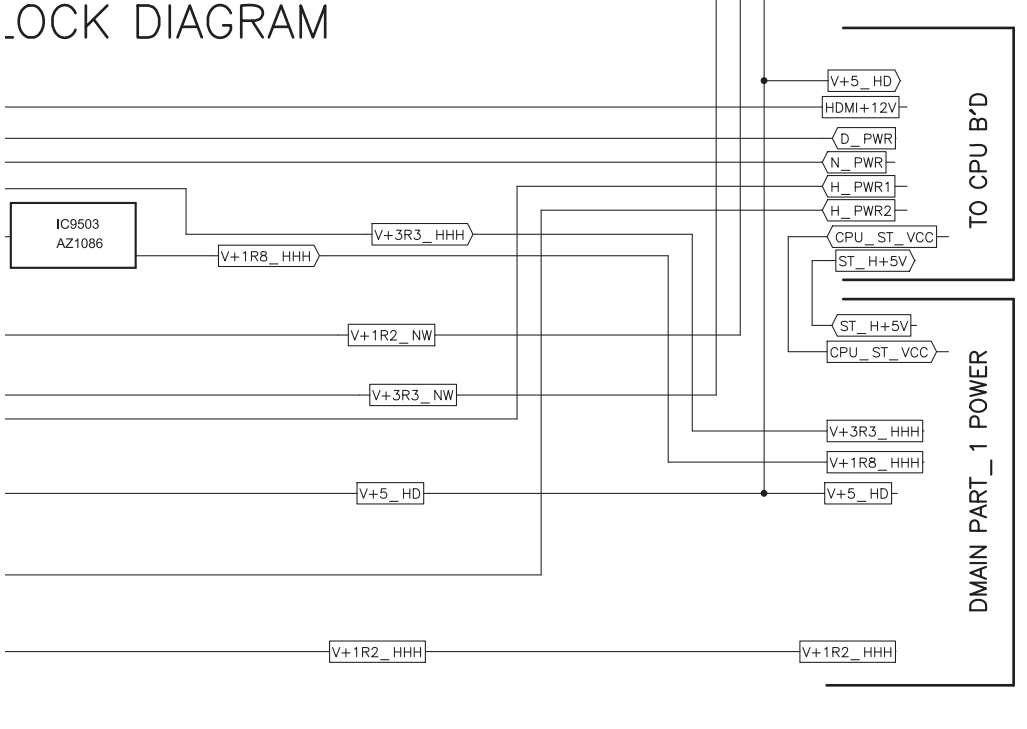 OCK DIAGRAM
V+5_HD
HDMI+12V
D_PWR
N_PWR
H_PWR1
H_PWR2
CPU_ST_VCC
ST_H+5V
TO CPU B'D
IC9503
AZ1086
V+3R3_HHH
V+1R8_HHH
V+1R2_NW
V+3R3_NW
V+5_HD
V+1R2_HHH
ST_H+5V
CPU_ST_VCC
V+3R3_HHH
V+1R8_HHH
V+5_HD
V+1R2_HHH
DMAIN PART_1 POWER